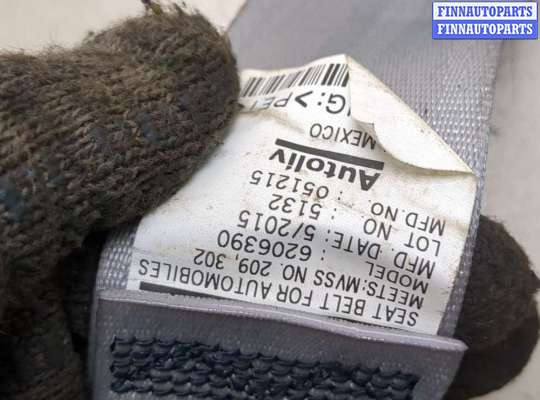 FINNAUTOPARTS
FINNAUTOPARTS
SEAT BELT FOR AUTOMOBILES
MEETS: MVSS NO. 209, 302
MODEL : 6206390
MFD DATE: 5/2015
LOT NO : 5132
MFD NO : 051215
Autoliv
MEXICO